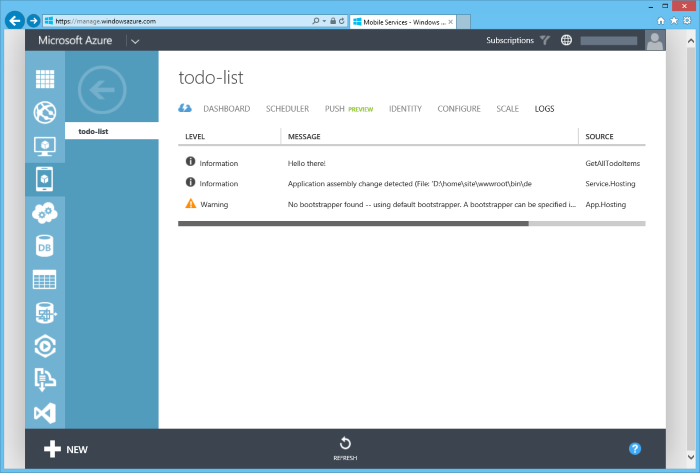 https://manage.windowsazure.com
Mobile Services - Windows ...
Microsoft Azure
Subscriptions
todo-list
todo-list
DASHBOARD SCHEDULER PUSH PREVIEW IDENTITY CONFIGURE SCALE LOGS
LEVEL MESSAGE SOURCE
Information Hello there! GetAllTodoItems
Information Application assembly change detected (File: 'D:\home\site\wwwroot\bin\de Service.Hosting
Warning No bootstrapper found -- using default bootstrapper. A bootstrapper can be specified i... App.Hosting
DB
NEW
REFRESH
?